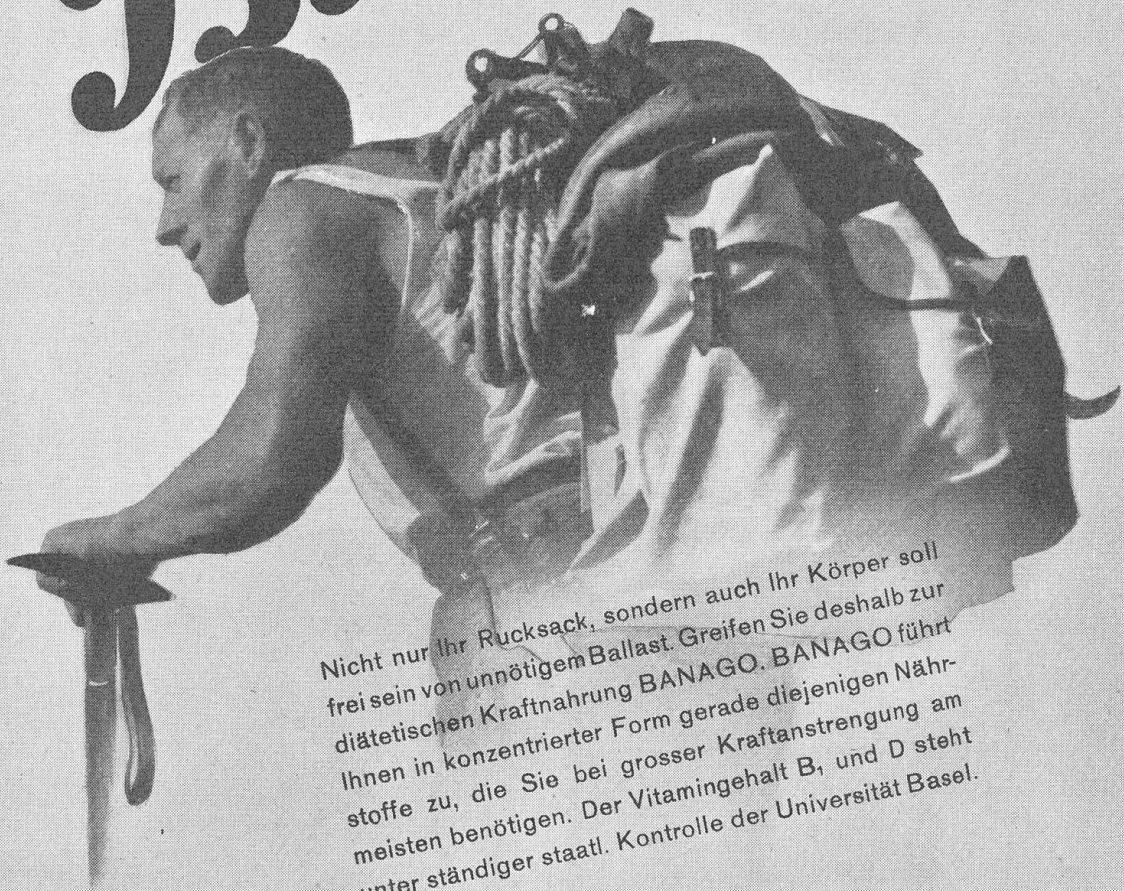 Nicht nur Ihr Rucksack, sondern auch Ihr Körper soll
frei sein von unnötigem Ballast. Greifen Sie deshalb zur
diätetischen Kraftnahrung BANAGO. BANAGO führt
Ihnen in konzentrierter Form gerade diejenigen Nähr-
stoffe zu, die Sie bei grosser Kraftanstrengung am
meisten benötigen. Der Vitamingehalt B₁ und D steht
unter ständiger staatl. Kontrolle der Universität Basel.